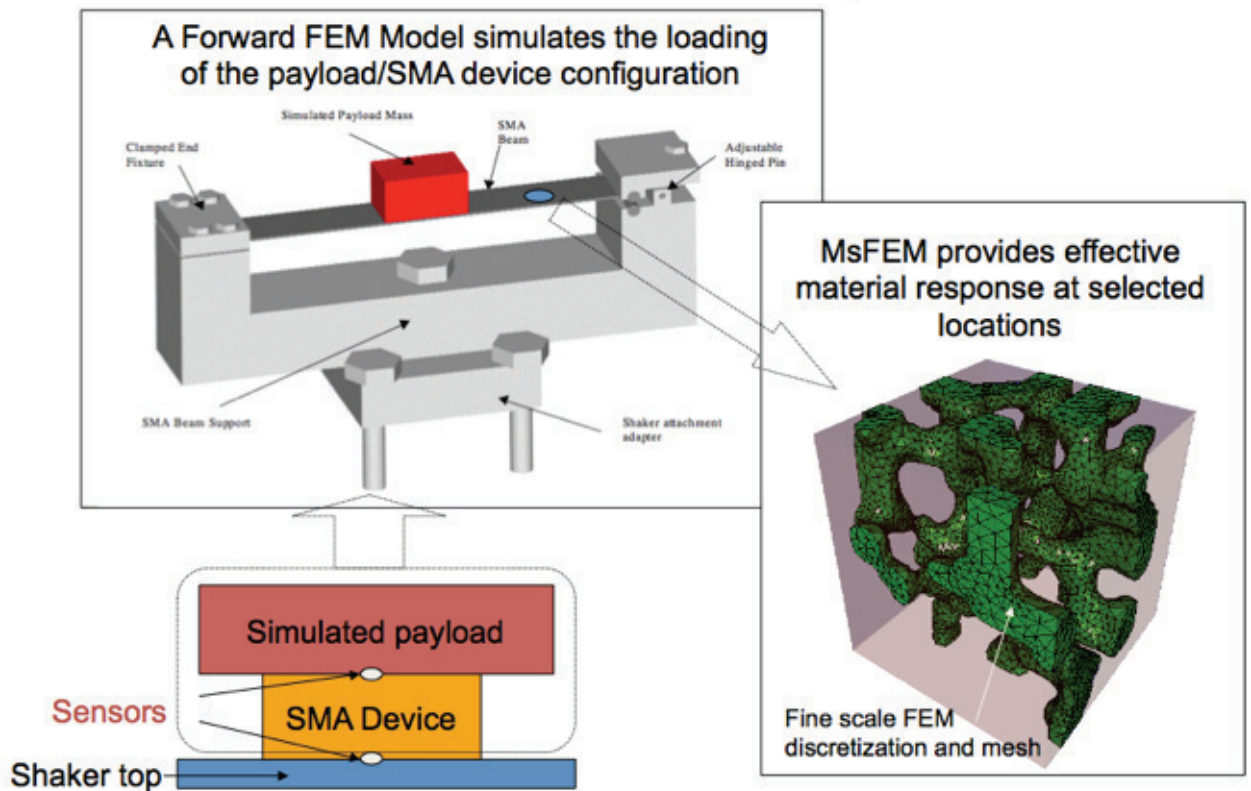 A Forward FEM Model simulates the loading
of the payload/SMA device configuration
Simulated Payload Mass
SMA
Beam
Clamped End
Fixture
Adjustable
Hinged Pin
SMA Beam Support
Shaker attachment
adapter
MsFEM provides effective
material response at selected
locations
Fine scale FEM
discretization and mesh
Simulated payload
Sensors
SMA Device
Shaker top